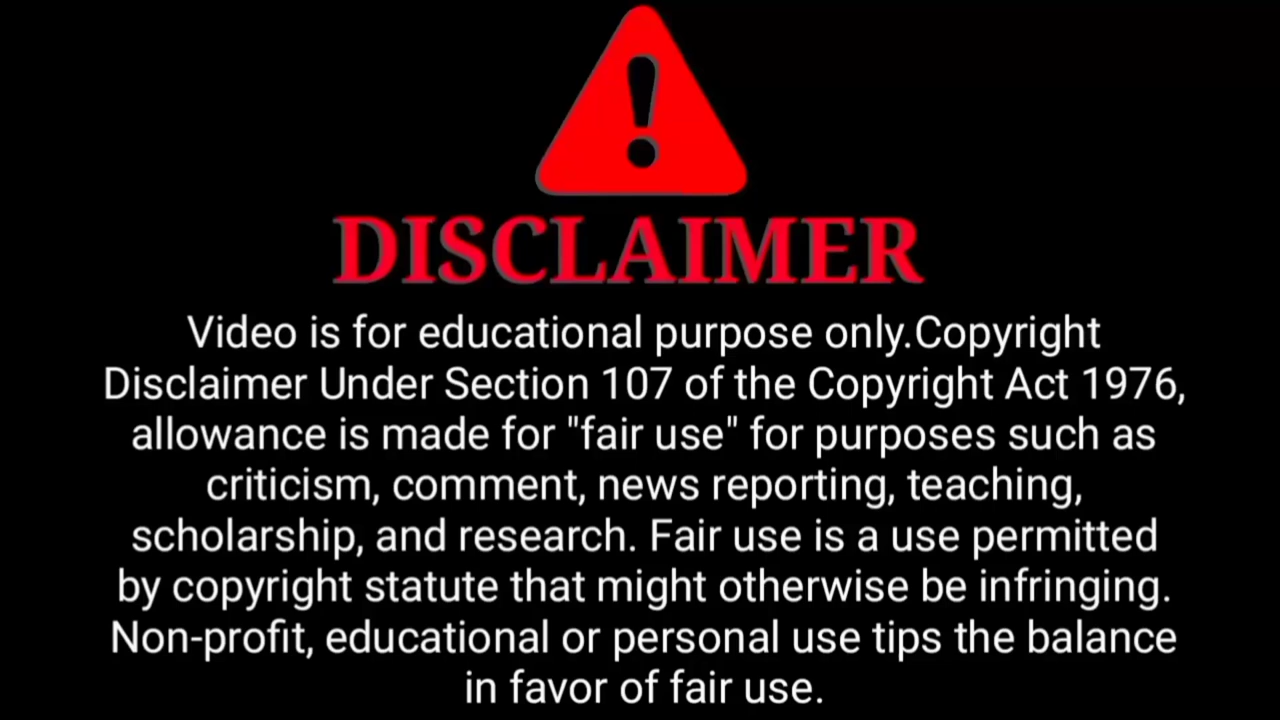 DISCLAIMER
Video is for educational purpose only.Copyright
Disclaimer Under Section 107 of the Copyright Act 1976,
allowance is made for "fair use" for purposes such as
criticism, comment, news reporting, teaching,
scholarship, and research. Fair use is a use permitted
by copyright statute that might otherwise be infringing.
Non-profit, educational or personal use tips the balance
in favor of fair use.